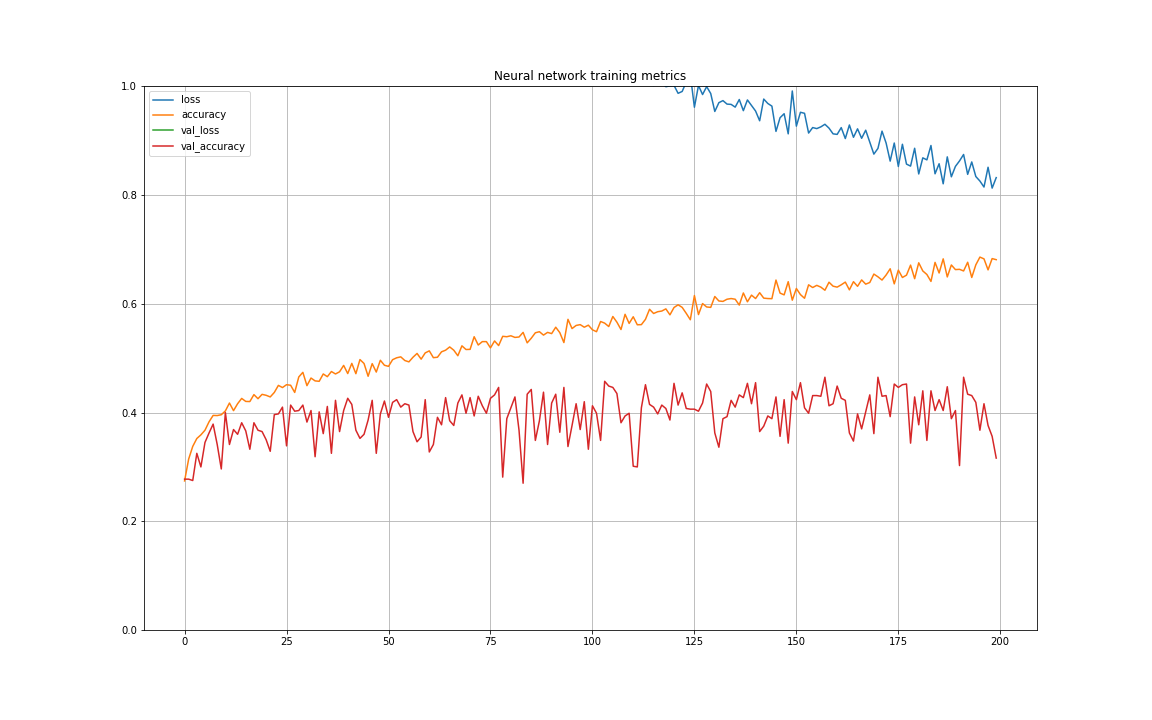 Neural network training metrics
1.0
loss
accuracy
val_loss
val_accuracy
0.8
0.6
0.4
0.2
0.0
0 25 50 75 100 125 150 175 200